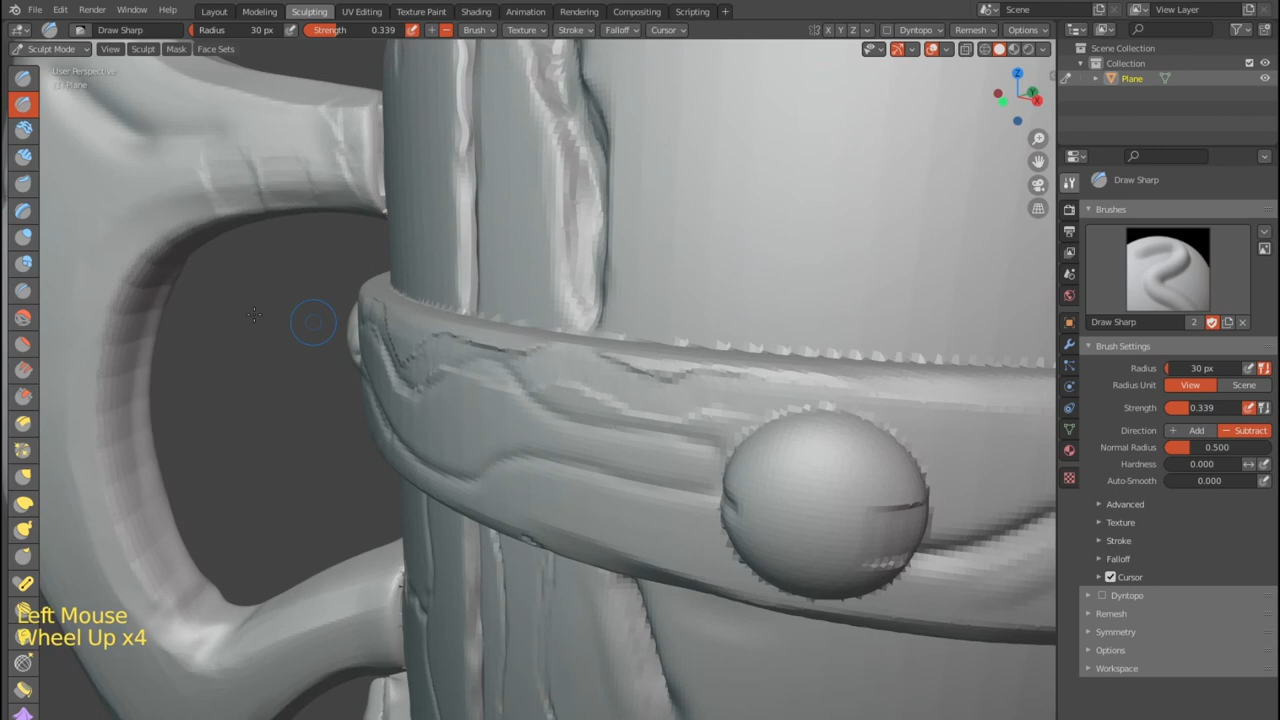 File Edit Render Window Help Layout Modeling Sculpting UV Editing Texture Paint Shading Animation Rendering Compositing Scripting + Scene View Layer
Draw Sharp Radius 30 px Strength 0.339 + − Brush Texture Stroke Falloff Cursor X Y Z Dyntopo Remesh Options
Sculpt Mode View Sculpt Mask Face Sets
User Perspective
(1) Plane
Z
Y
X
Scene Collection
Collection
Plane
Draw Sharp
Brushes
Draw Sharp 2
Brush Settings
Radius 30 px
Radius Unit View Scene
Strength 0.339
Direction + Add − Subtract
Normal Radius 0.500
Hardness 0.000
Auto-Smooth 0.000
Advanced
Texture
Stroke
Falloff
Cursor
Dyntopo
Remesh
Symmetry
Options
Workspace
Left Mouse
Wheel Up x4